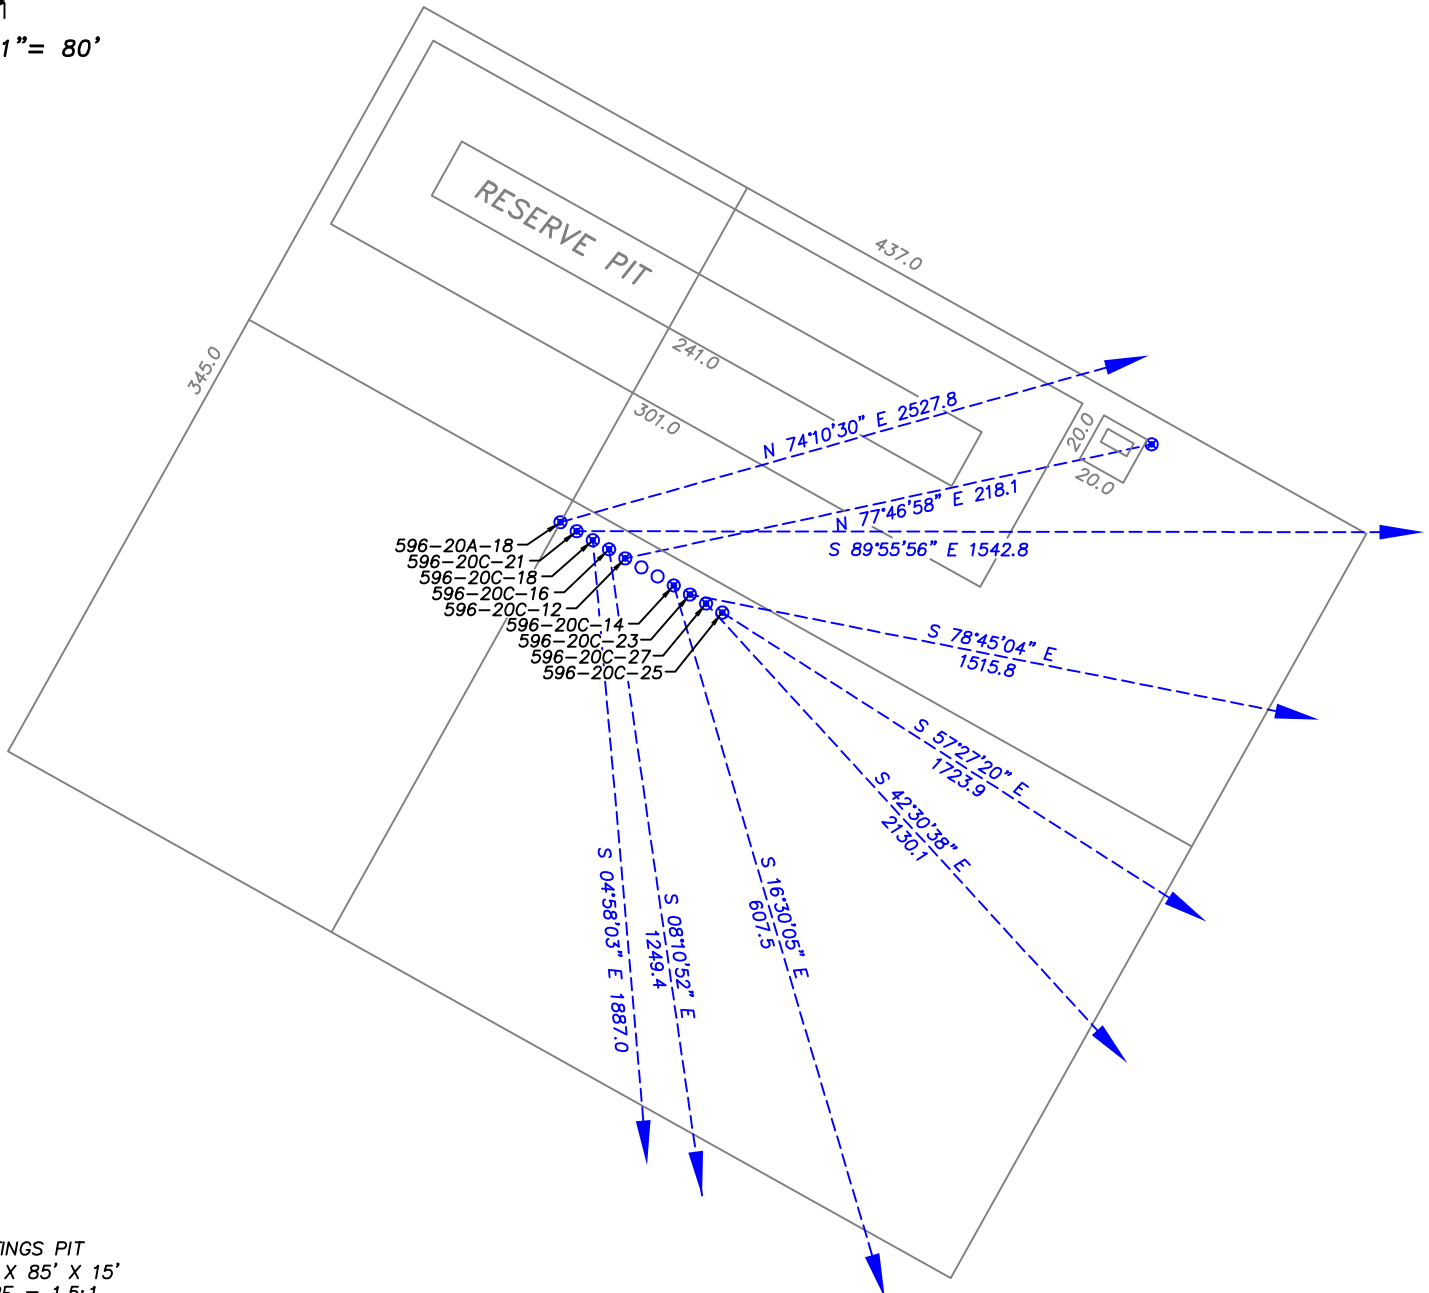 1"= 80'
437.0
RESERVE PIT
345.0
241.0
301.0
N 74°10'30" E 2527.8
20.0
20.0
N 77°46'58" E 218.1
S 89°55'56" E 1542.8
596-20A-18
596-20C-21
596-20C-18
596-20C-16
596-20C-12
596-20C-14
596-20C-23
596-20C-27
596-20C-25
S 78°45'04" E
1515.8
S 57°27'20" E
1723.9
S 42°30'38" E
2130.1
S 16°30'05" E
607.5
S 08°10'52" E
1249.4
S 04°58'03" E 1887.0
TINGS PIT
X 85' X 15'
= 1.5:1